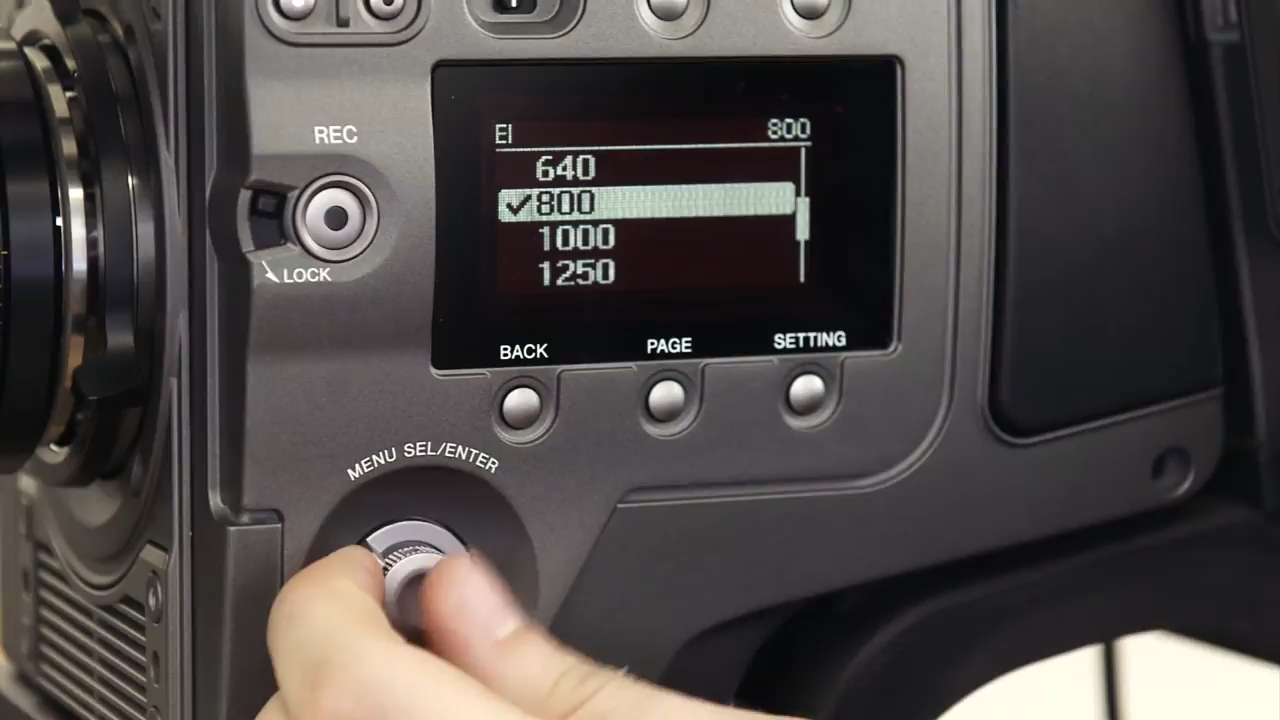 REC
LOCK
EI 800
640
✓800
1000
1250
BACK PAGE SETTING
MENU SEL/ENTER